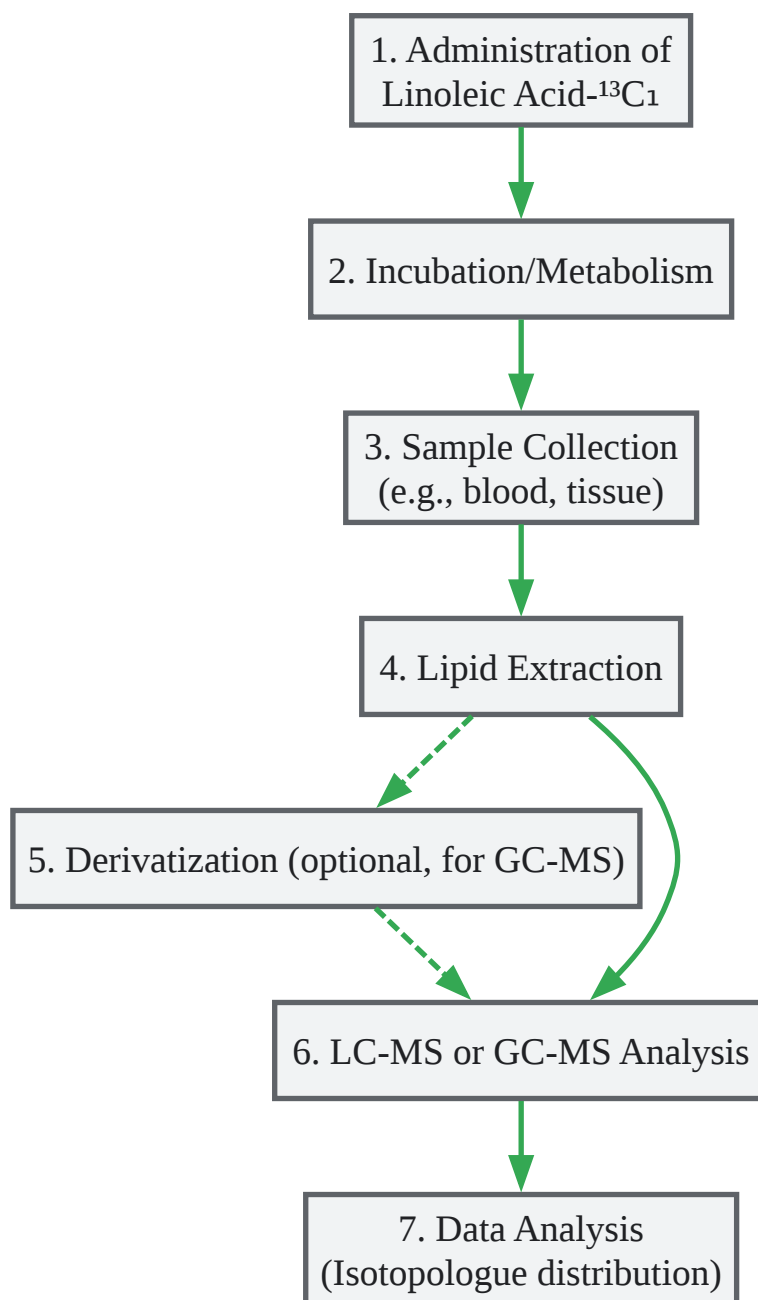 1. Administration of
Linoleic Acid-¹³C₁
2. Incubation/Metabolism
3. Sample Collection
(e.g., blood, tissue)
4. Lipid Extraction
5. Derivatization (optional, for GC-MS)
6. LC-MS or GC-MS Analysis
7. Data Analysis
(Isotopologue distribution)